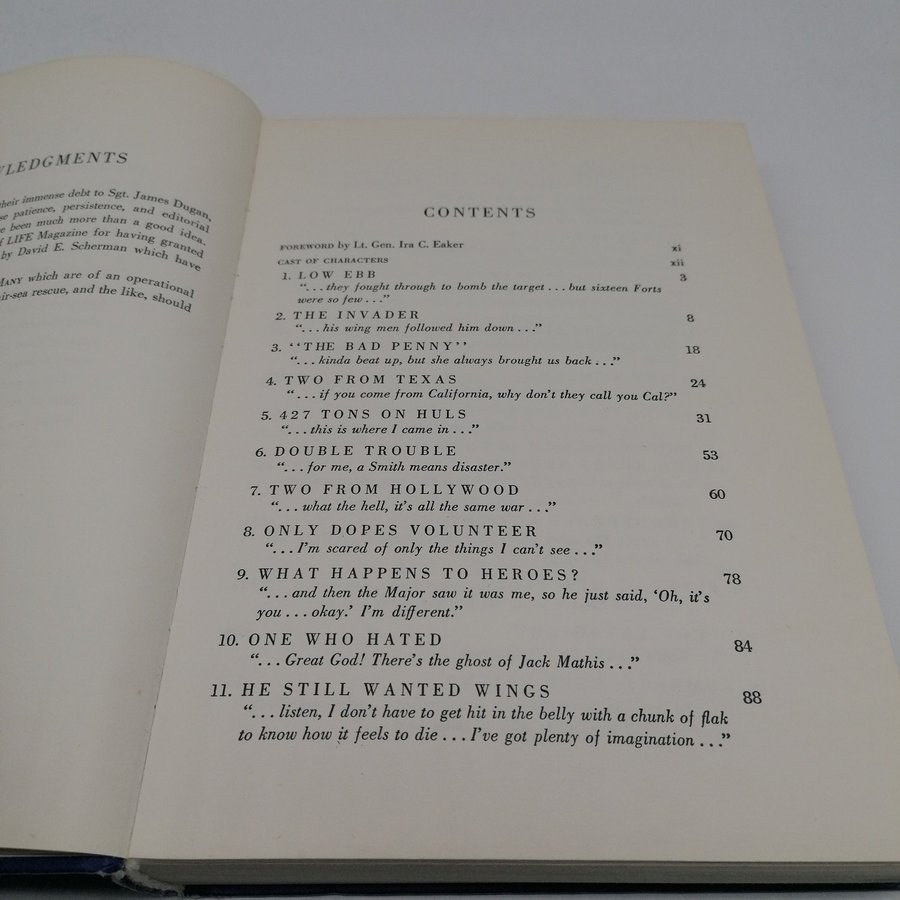 WLEDGMENTS
their immense debt to Sgt. James Dugan,
se patience, persistence, and editorial
e been much more than a good idea.
f LIFE Magazine for having granted
by David E. Scherman which have
MANY which are of an operational
ir-sea rescue, and the like, should
CONTENTS
FOREWORD by Lt. Gen. Ira C. Eaker xi
CAST OF CHARACTERS xii
1. LOW EBB 3
“...they fought through to bomb the target...but sixteen Forts
were so few...”
2. THE INVADER 8
“...his wing men followed him down...”
3. “THE BAD PENNY” 18
“...kinda beat up, but she always brought us back...”
4. TWO FROM TEXAS 24
“...if you come from California, why don't they call you Cal?”
5. 427 TONS ON HULS 31
“...this is where I came in...”
6. DOUBLE TROUBLE 53
“...for me, a Smith means disaster.”
7. TWO FROM HOLLYWOOD 60
“...what the hell, it's all the same war...”
8. ONLY DOPES VOLUNTEER 70
“...I'm scared of only the things I can't see...”
9. WHAT HAPPENS TO HEROES? 78
“...and then the Major saw it was me, so he just said, ‘Oh, it's
you...okay.’ I'm different.”
10. ONE WHO HATED 84
“...Great God! There's the ghost of Jack Mathis...”
11. HE STILL WANTED WINGS 88
“...listen, I don't have to get hit in the belly with a chunk of flak
to know how it feels to die...I've got plenty of imagination...”